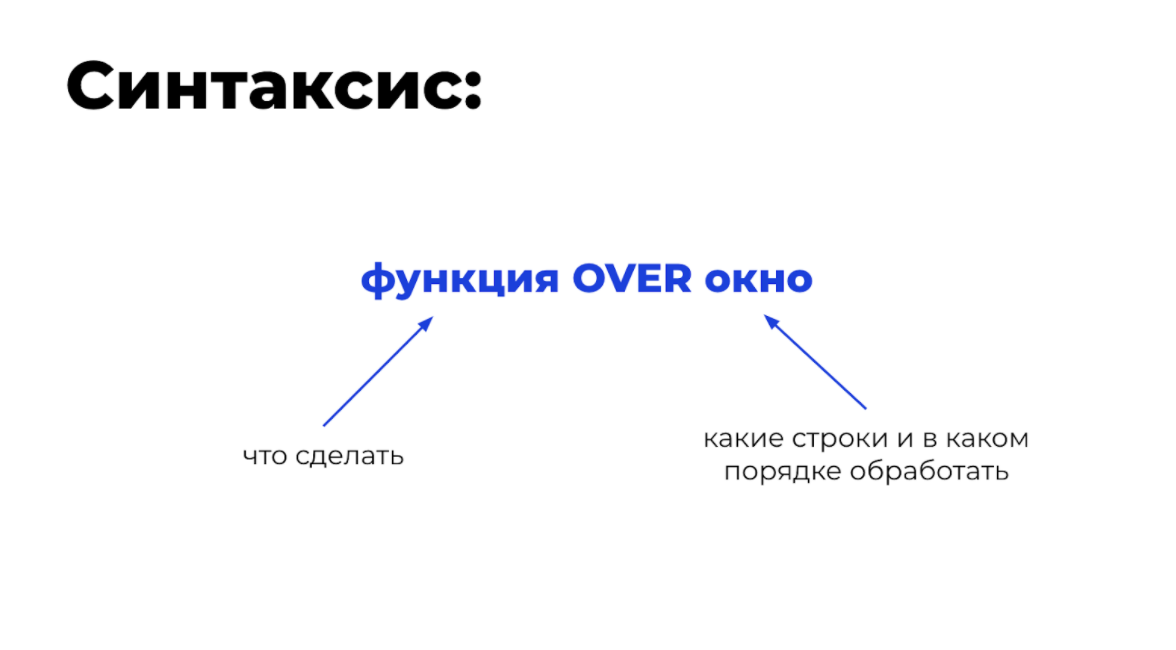 Синтаксис:
функция OVER окно
что сделать
какие строки и в каком
порядке обработать